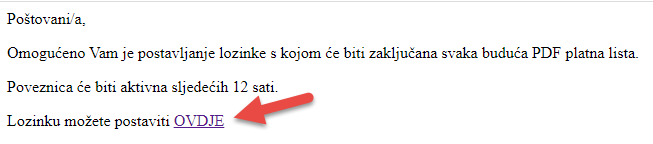 Poštovani/a,
Omogućeno Vam je postavljanje lozinke s kojom će biti zaključana svaka buduća PDF platna lista.
Poveznica će biti aktivna sljedećih 12 sati.
Lozinku možete postaviti OVDJE